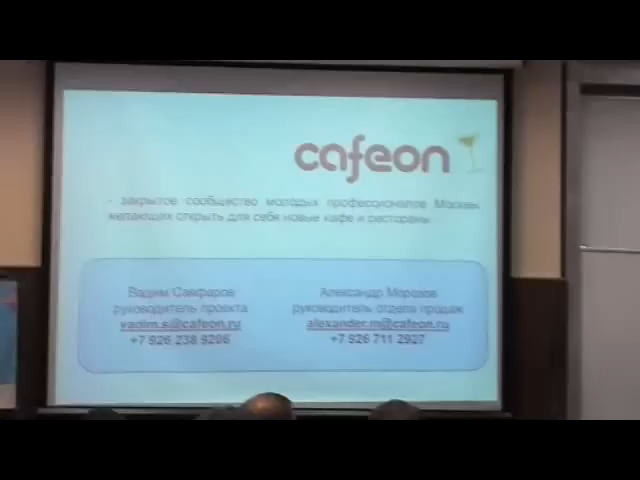 cafeon
- закрытое сообщество молодых профессионалов Москвы
желающих открыть для себя новые кафе и рестораны
Вадим
Александр Морозов
руководитель проекта
руководитель отдела продаж
vadim.s@cafeon.ru
alexander.m@cafeon.ru
+7 926 238 9206
+7 926 711 2927